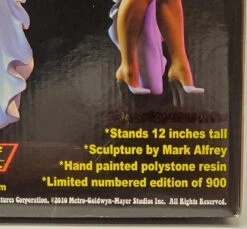 *Stands 12 inches tall
*Sculpture by Mark Alfrey
*Hand painted polystone resin
*Limited numbered edition of 900
tures Corporation. ©2010 Metro-Goldwyn-Mayer Studios Inc. All Rights Reserved.